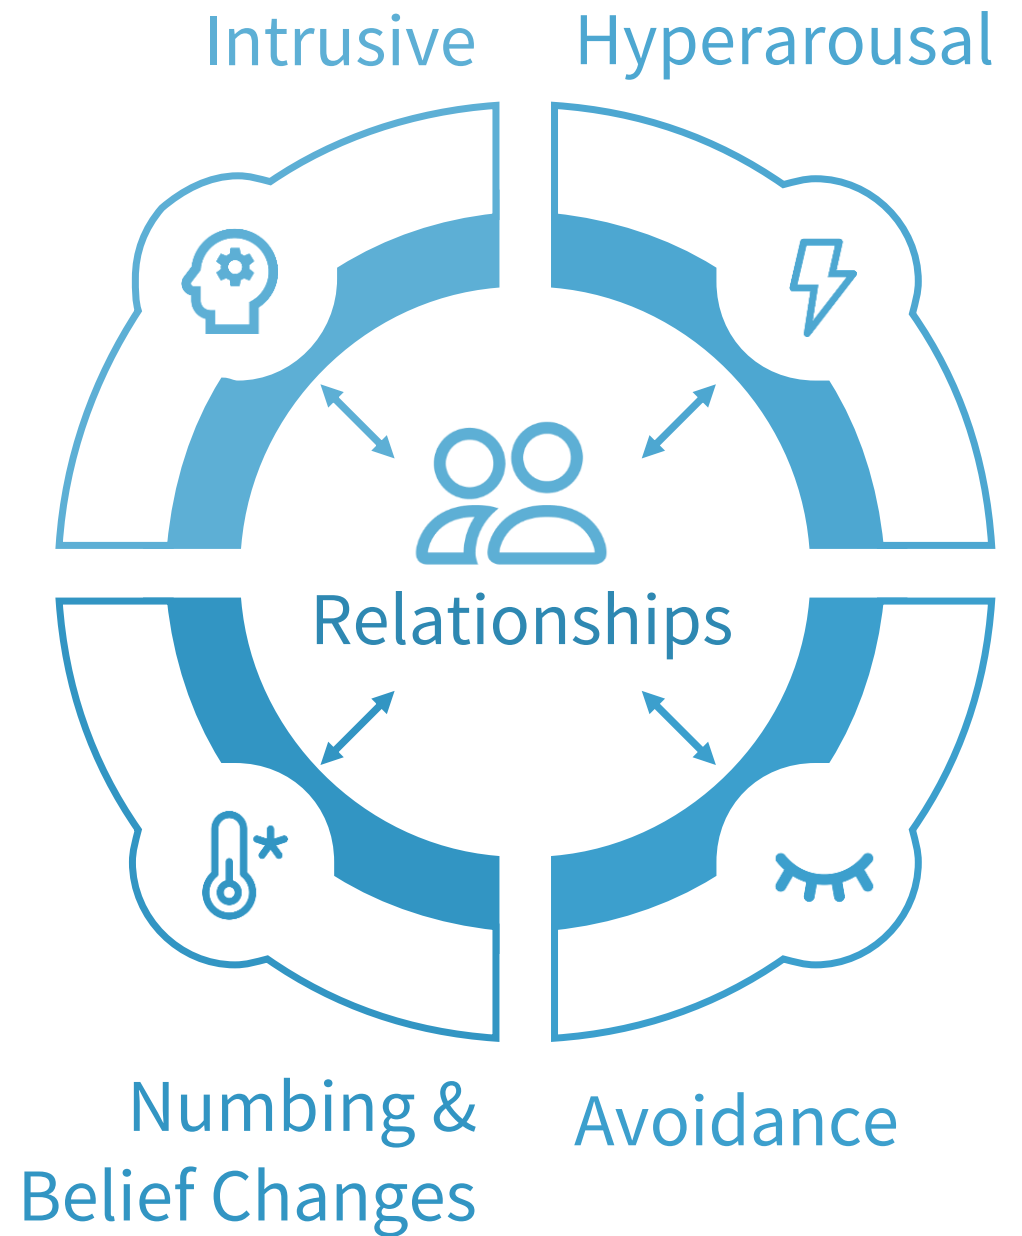 Intrusive
Hyperarousal
Relationships
Numbing &
Belief Changes
Avoidance